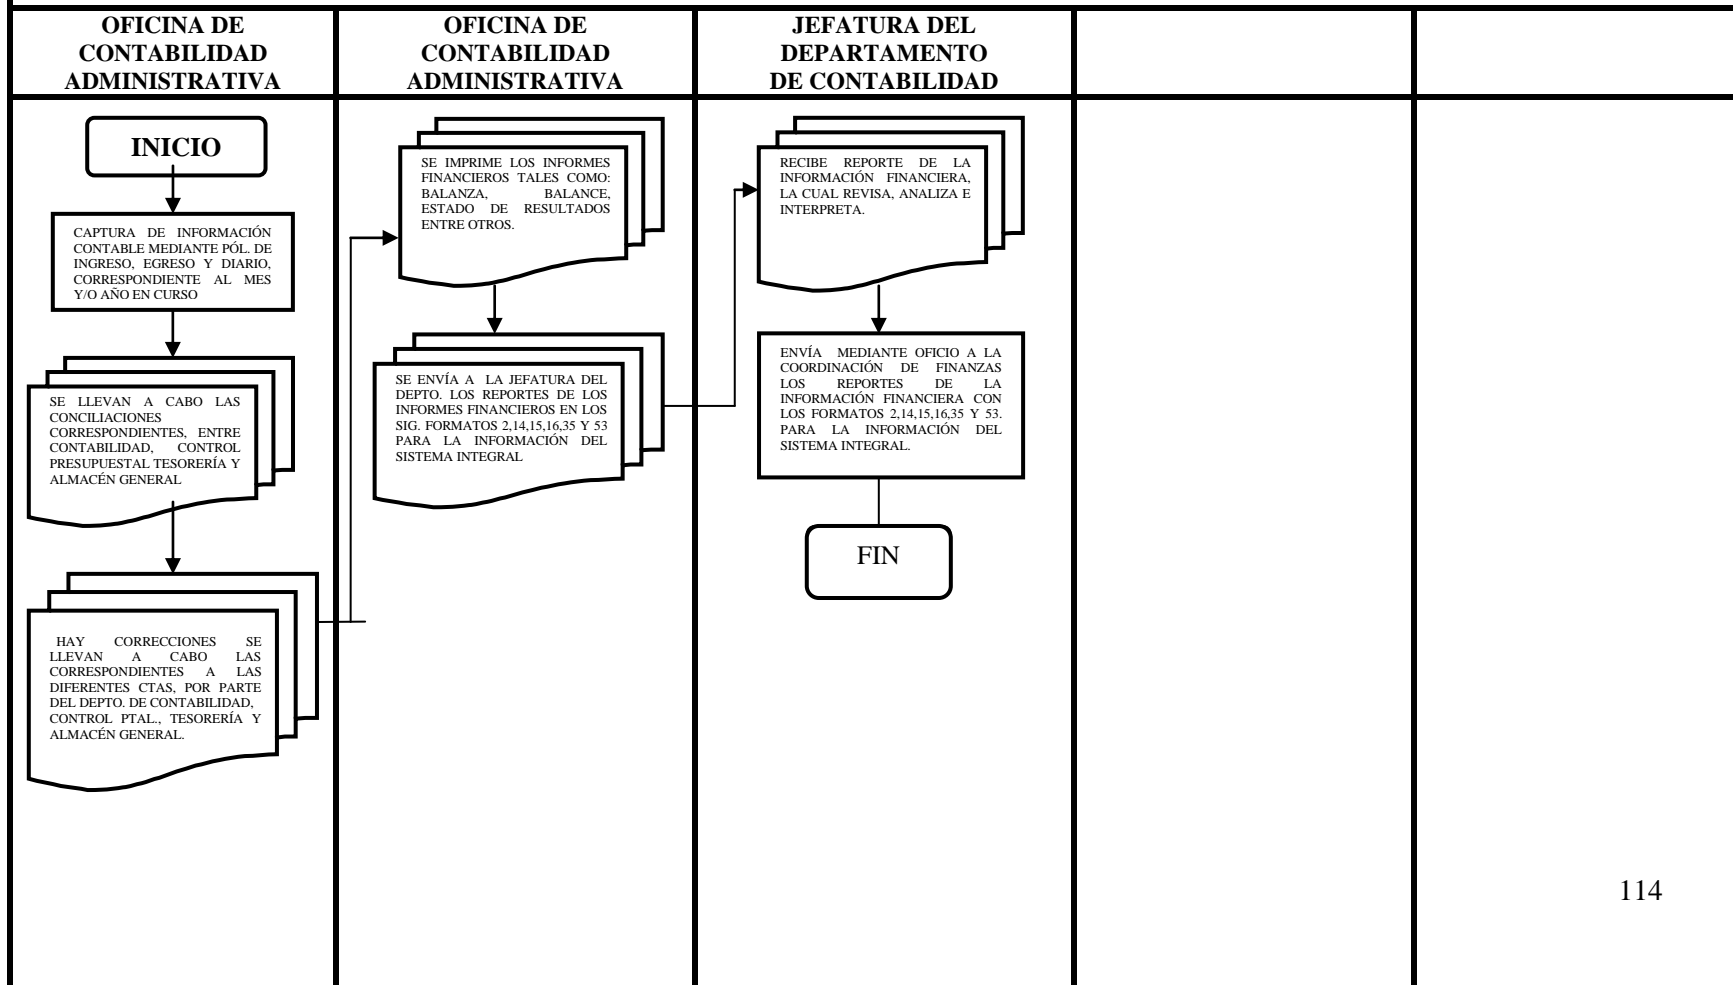 OFICINA DE
CONTABILIDAD
ADMINISTRATIVA
OFICINA DE
CONTABILIDAD
ADMINISTRATIVA
JEFATURA DEL
DEPARTAMENTO
DE CONTABILIDAD
INICIO
CAPTURA DE INFORMACIÓN
CONTABLE MEDIANTE PÓL. DE
INGRESO, EGRESO Y DIARIO,
CORRESPONDIENTE AL MES
Y/O AÑO EN CURSO
SE LLEVAN A CABO LAS
CONCILIACIONES
CORRESPONDIENTES, ENTRE
CONTABILIDAD, CONTROL
PRESUPUESTAL TESORERÍA Y
ALMACÉN GENERAL
HAY CORRECCIONES SE
LLEVAN A CABO LAS
CORRESPONDIENTES A LAS
DIFERENTES CTAS, POR PARTE
DEL DEPTO. DE CONTABILIDAD,
CONTROL PTAL., TESORERÍA Y
ALMACÉN GENERAL.
SE IMPRIME LOS INFORMES
FINANCIEROS TALES COMO:
BALANZA, BALANCE,
ESTADO DE RESULTADOS
ENTRE OTROS.
SE ENVÍA A LA JEFATURA DEL
DEPTO. LOS REPORTES DE LOS
INFORMES FINANCIEROS EN LOS
SIG. FORMATOS 2,14,15,16,35 Y 53
PARA LA INFORMACIÓN DEL
SISTEMA INTEGRAL
RECIBE REPORTE DE LA
INFORMACIÓN FINANCIERA,
LA CUAL REVISA, ANALIZA E
INTERPRETA.
ENVÍA MEDIANTE OFICIO A LA
COORDINACIÓN DE FINANZAS
LOS REPORTES DE LA
INFORMACIÓN FINANCIERA CON
LOS FORMATOS 2,14,15,16,35 Y 53.
PARA LA INFORMACIÓN DEL
SISTEMA INTEGRAL.
FIN
114